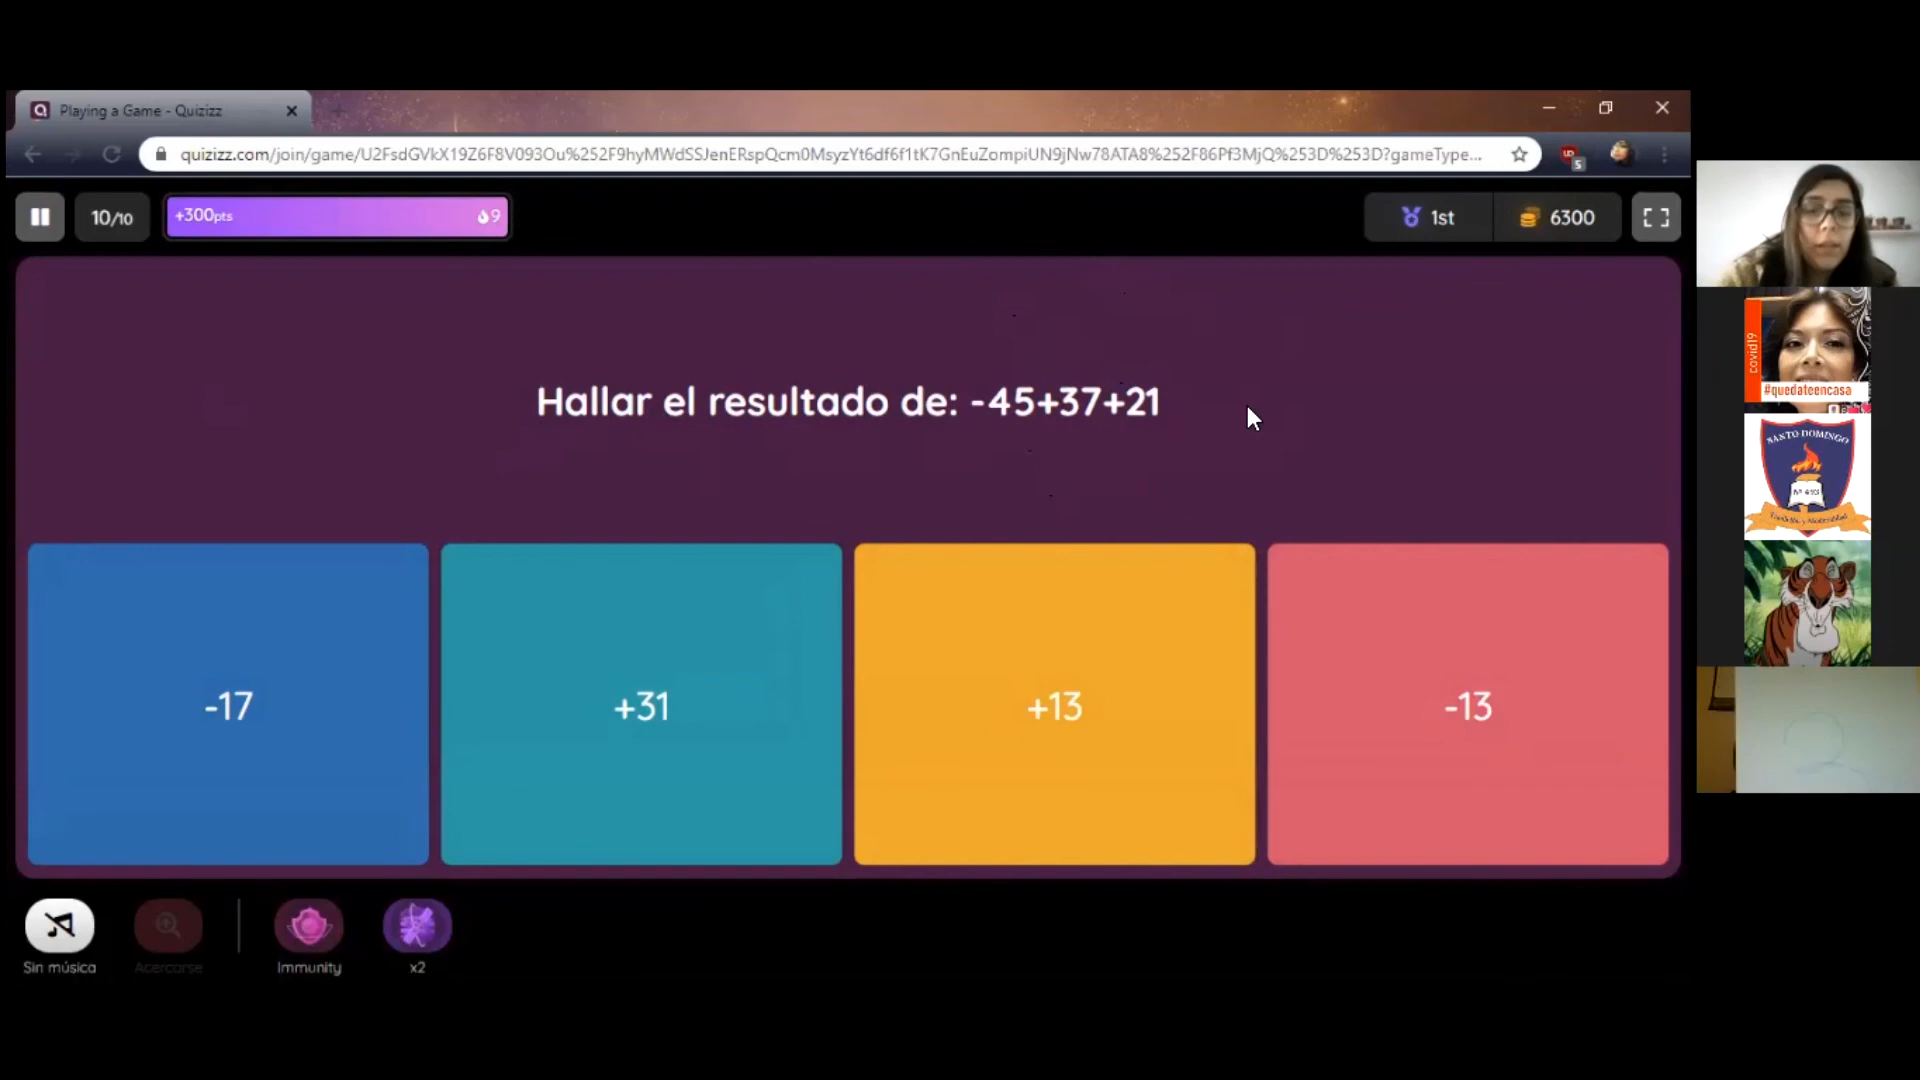 Playing a Game - Quizizz
quizizz.com/join/game/U2FsdGVkX19Z6F8V093Ou%252F9hyMWdSSJenERspQcm0MsyzYt6df6f1tK7GnEuZompiUN9jNw78ATA8%252F86Pf3MjQ%253D%253D?gameType...
5
10/10
+300pts
9
1st
6300
Hallar el resultado de: -45+37+21
-17
+31
+13
-13
Sin música
Acercarse
Immunity
x2
covid19
#quedateencasa
SANTO DOMINGO